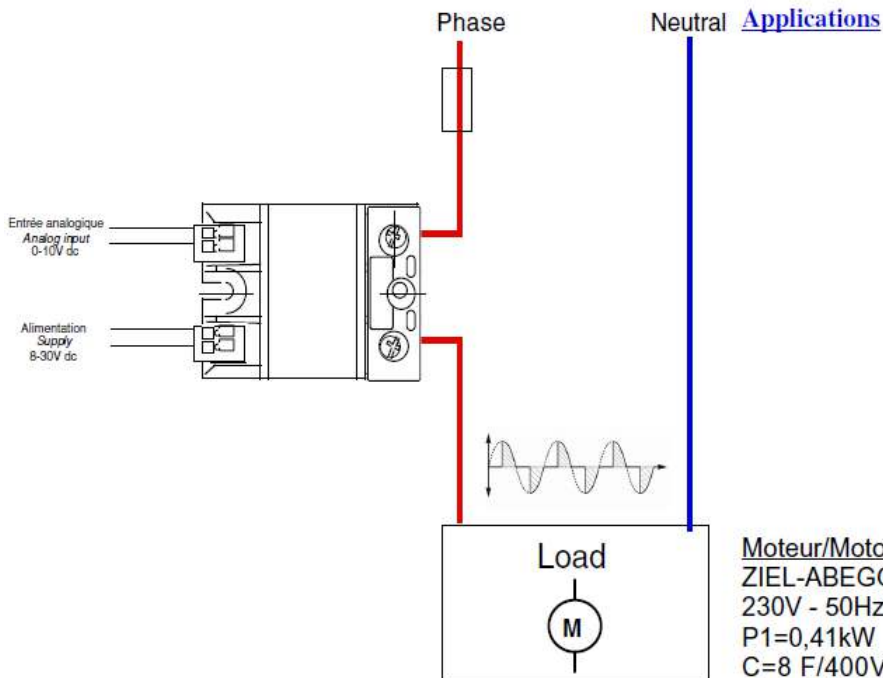 Phase
Neutral
Applications
Entrée analogique
Analog input
0-10V dc
Alimentation
Supply
8-30V dc
Load
M
Moteur/Moto
ZIEL-ABEG
230V - 50Hz
P1=0,41kW
C=8 F/400V